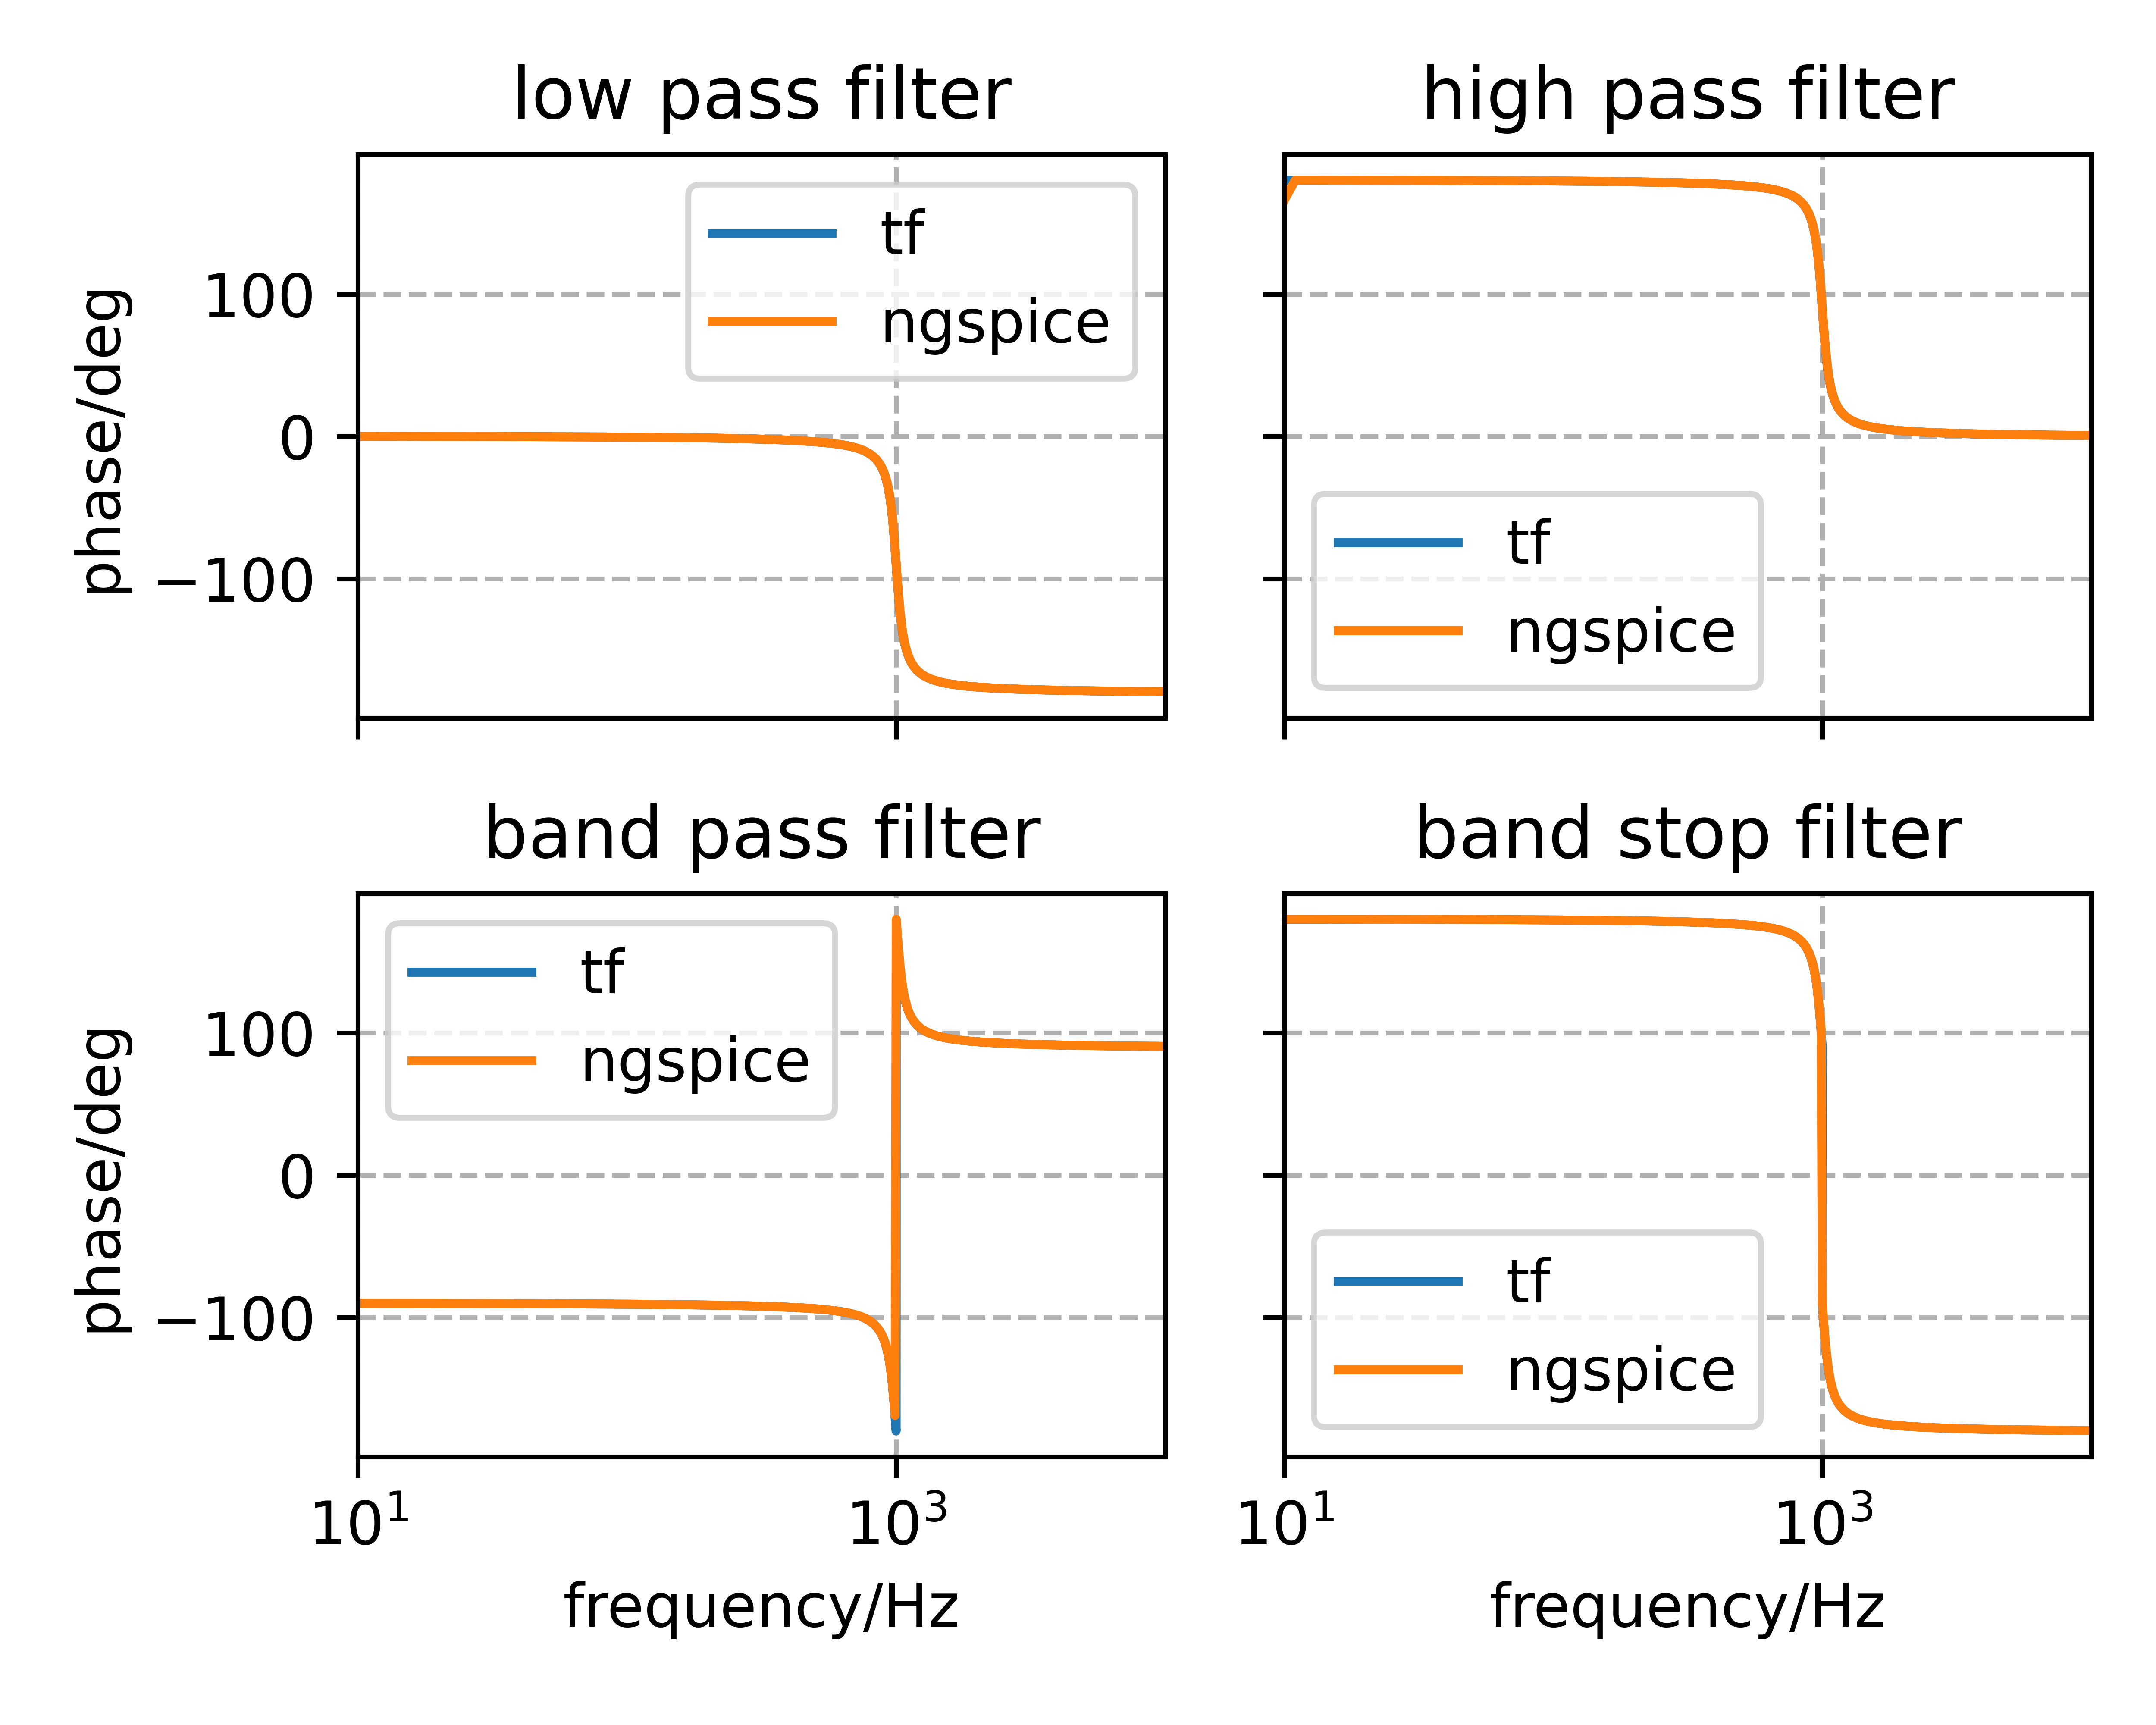 low pass filter
high pass filter
phase/deg
100
0
−100
tf
ngspice
tf
ngspice
band pass filter
band stop filter
phase/deg
100
0
−100
tf
ngspice
tf
ngspice
10¹
10³
10¹
10³
frequency/Hz
frequency/Hz